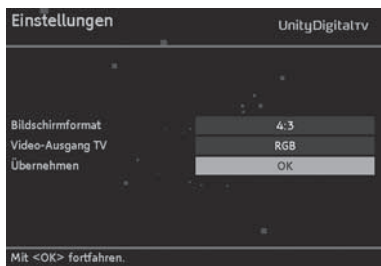 Einstellungen UnityDigitalTV
Bildschirmformat 4:3
Video-Ausgang TV RGB
Übernehmen OK
Mit <OK> fortfahren.